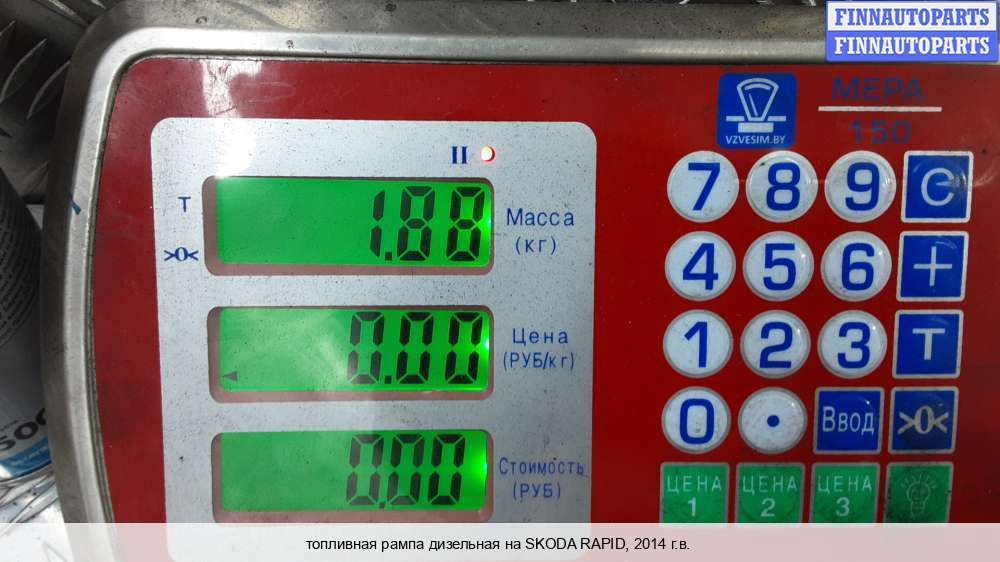 FINNAUTOPARTS
FINNAUTOPARTS
VZVESIM.BY
МЕРА
150
II
Т
>0<
1.88
Масса
(кг)
0.00
Цена
(РУБ/кг)
0.00
Стоимость
(РУБ)
7 8 9 C
4 5 6 +
1 2 3 T
0 . Ввод >0<
ЦЕНА 1
ЦЕНА 2
ЦЕНА 3
500
топливная рампа дизельная на SKODA RAPID, 2014 г.в.